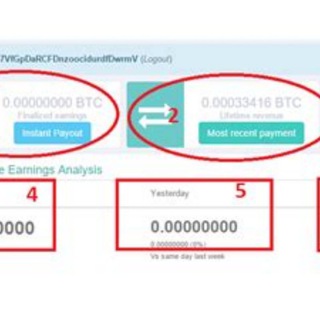 (Logout)
0.00000000 BTC
Finalized earnings
Instant Payout
2
0.00033416 BTC
Lifetime revenue
Most recent payment
e Earnings Analysis
4
0000
Yesterday
5
0.00000000
0.00000000 (0%)
Vs same day last week